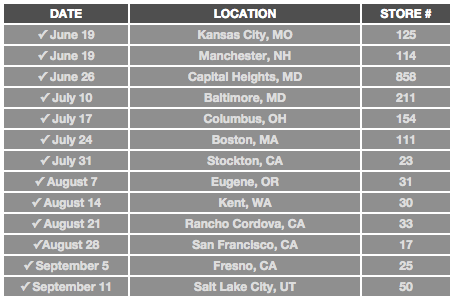 DATE LOCATION STORE #
✓ June 19 Kansas City, MO 125
✓ June 19 Manchester, NH 114
✓ June 26 Capital Heights, MD 858
✓ July 10 Baltimore, MD 211
✓ July 17 Columbus, OH 154
✓ July 24 Boston, MA 111
✓ July 31 Stockton, CA 23
✓ August 7 Eugene, OR 31
✓ August 14 Kent, WA 30
✓ August 21 Rancho Cordova, CA 33
✓August 28 San Francisco, CA 17
✓ September 5 Fresno, CA 25
✓ September 11 Salt Lake City, UT 50